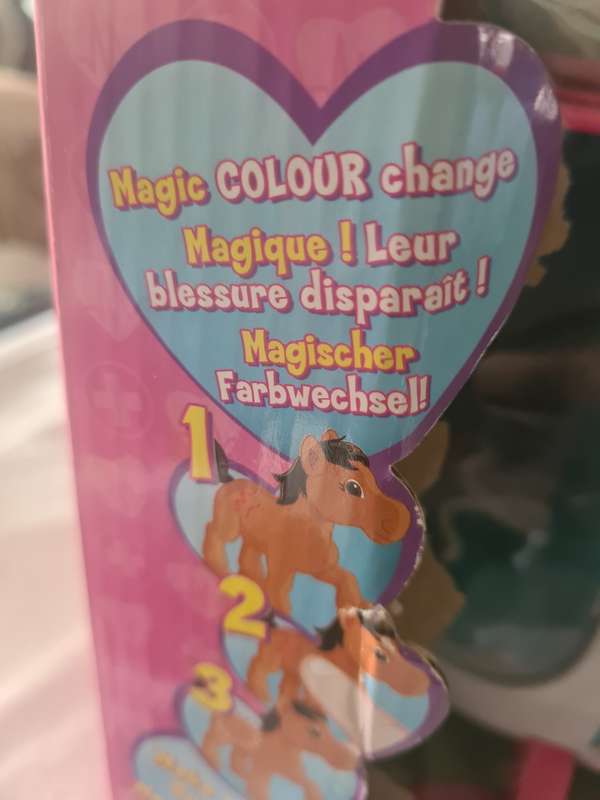 Magic COLOUR change
Magique ! Leur
blessure disparaît !
Magischer
Farbwechsel!
1
2
3